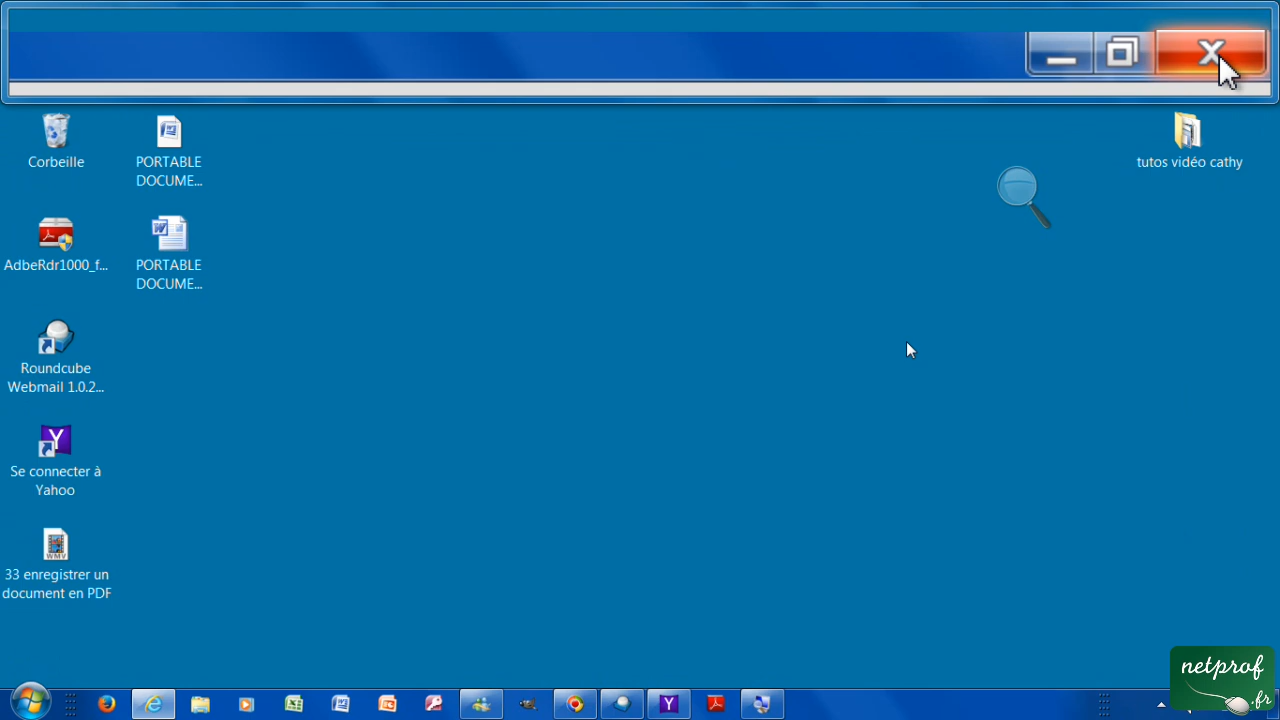 Corbeille
PORTABLE
DOCUME...
tutos vidéo cathy
AdbeRdr1000_f...
PORTABLE
DOCUME...
Roundcube
Webmail 1.0.2...
Y
Se connecter à
Yahoo
WMV
33 enregistrer un
document en PDF
Y
netprof
.fr